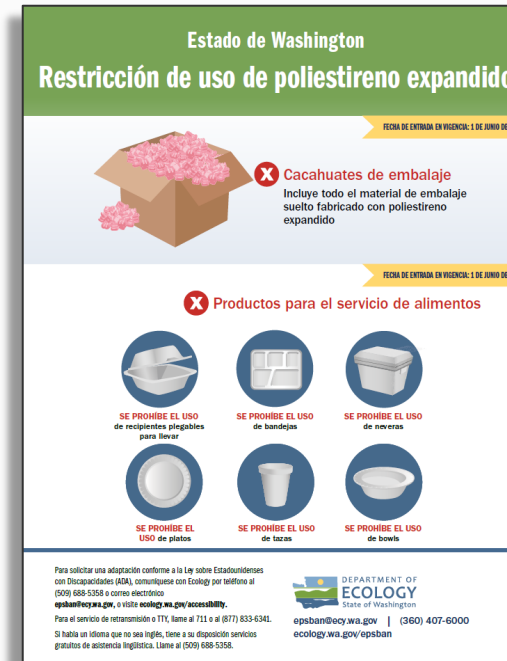 Estado de Washington
Restricción de uso de poliestireno expandido
FECHA DE ENTRADA EN VIGENCIA: 1 DE JUNIO DE
X Cacahuates de embalaje
Incluye todo el material de embalaje
suelto fabricado con poliestireno
expandido
FECHA DE ENTRADA EN VIGENCIA: 1 DE JUNIO DE
X Productos para el servicio de alimentos
SE PROHÍBE EL USO
de recipientes plegables
para llevar
SE PROHÍBE EL USO
de bandejas
SE PROHÍBE EL USO
de neveras
SE PROHÍBE EL
USO de platos
SE PROHÍBE EL USO
de tazas
SE PROHÍBE EL USO
de bowls
Para solicitar una adaptación conforme a la Ley sobre Estadounidenses
con Discapacidades (ADA), comuníquese con Ecology por teléfono al
(509) 688-5358 o correo electrónico
epsban@ecy.wa.gov, o visite ecology.wa.gov/accessibility.
Para el servicio de retransmisión o TTY, llame al 711 o al (877) 833-6341.
Si habla un idioma que no sea inglés, tiene a su disposición servicios
gratuitos de asistencia lingüística. Llame al (509) 688-5358.
DEPARTMENT OF
ECOLOGY
State of Washington
epsban@ecy.wa.gov | (360) 407-6000
ecology.wa.gov/epsban